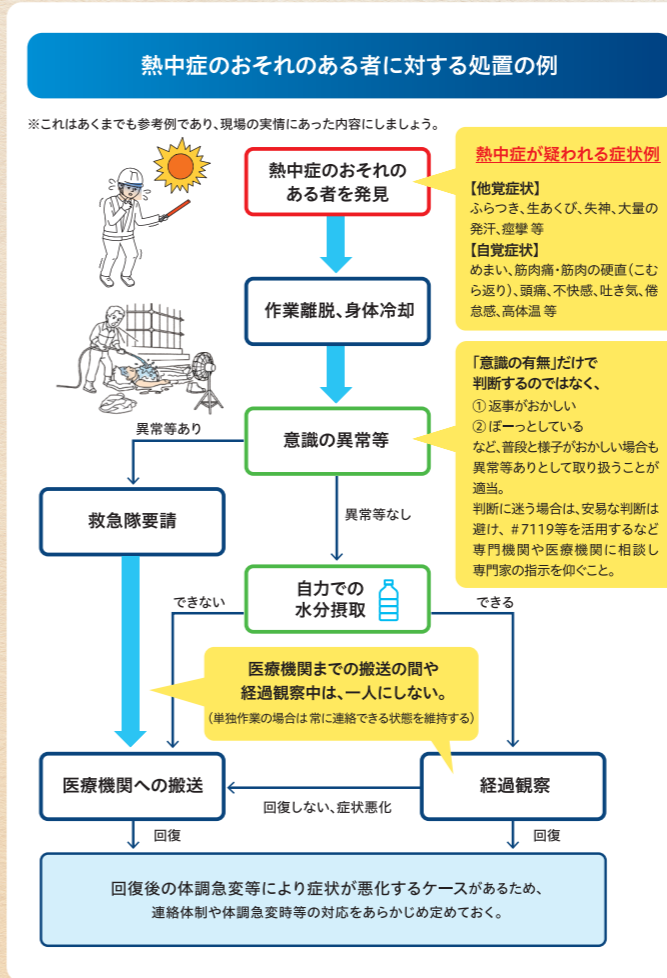 熱中症のおそれのある者に対する処置の例
※これはあくまでも参考例であり、現場の実情にあった内容にしましょう。
熱中症のおそれの
ある者を発見
熱中症が疑われる症状例
【他覚症状】
ふらつき、生あくび、失神、大量の
発汗、痙攣 等
【自覚症状】
めまい、筋肉痛・筋肉の硬直(こむ
ら返り)、頭痛、不快感、吐き気、倦
怠感、高体温 等
作業離脱、身体冷却
「意識の有無」だけで
判断するのではなく、
①返事がおかしい
②ぼーっとしている
など、普段と様子がおかしい場合も
異常等ありとして取り扱うことが
適当。
判断に迷う場合は、安易な判断は
避け、#7119等を活用するなど
専門機関や医療機関に相談し
専門家の指示を仰ぐこと。
意識の異常等
異常等あり
救急隊要請
異常等なし
自力での
水分摂取
できない
できる
医療機関までの搬送の間や
経過観察中は、一人にしない。
(単独作業の場合は常に連絡できる状態を維持する)
医療機関への搬送
経過観察
回復しない、症状悪化
回復
回復
回復後の体調急変等により症状が悪化するケースがあるため、
連絡体制や体調急変時等の対応をあらかじめ定めておく。